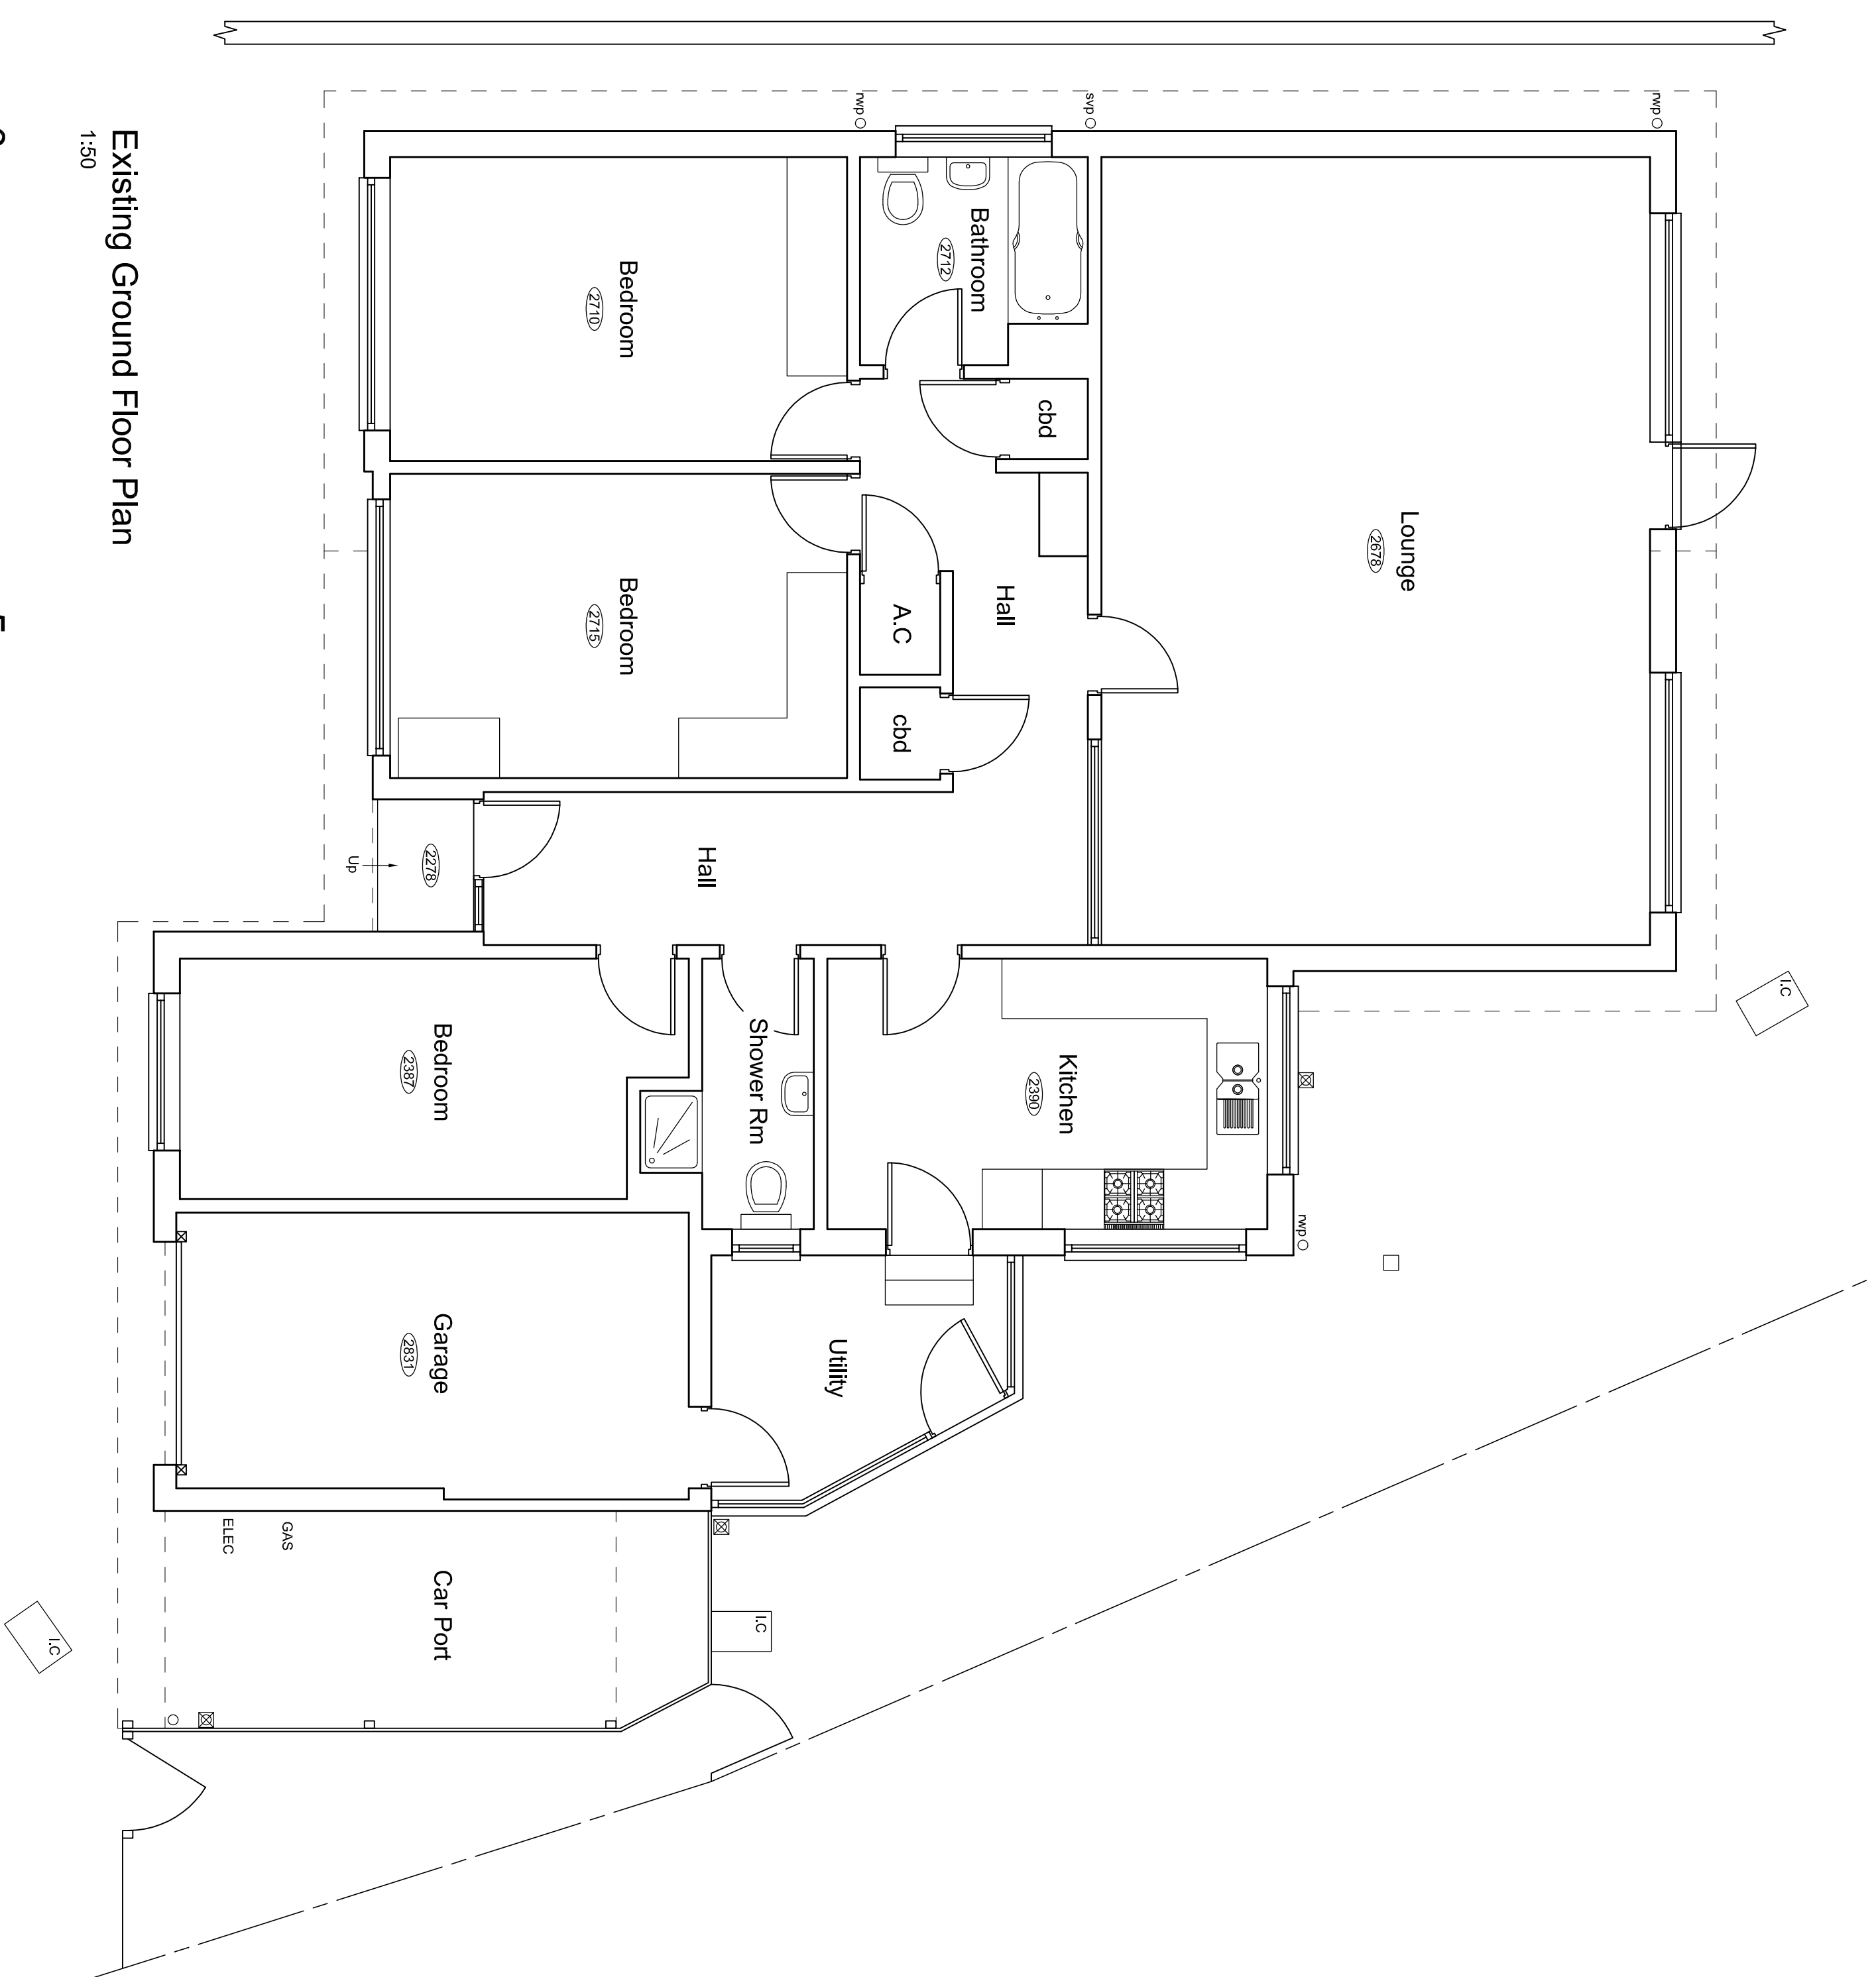 rwp
svp
rwp
Lounge
2678
I.C
Bathroom
2712
cbd
Hall
A.C
cbd
Bedroom
2710
Bedroom
2715
Hall
2278
Up
Kitchen
2390
rwp
Shower Rm
Bedroom
2387
Utility
Garage
2831
ELEC
GAS
Car Port
I.C
I.C
Existing Ground Floor Plan
1:50